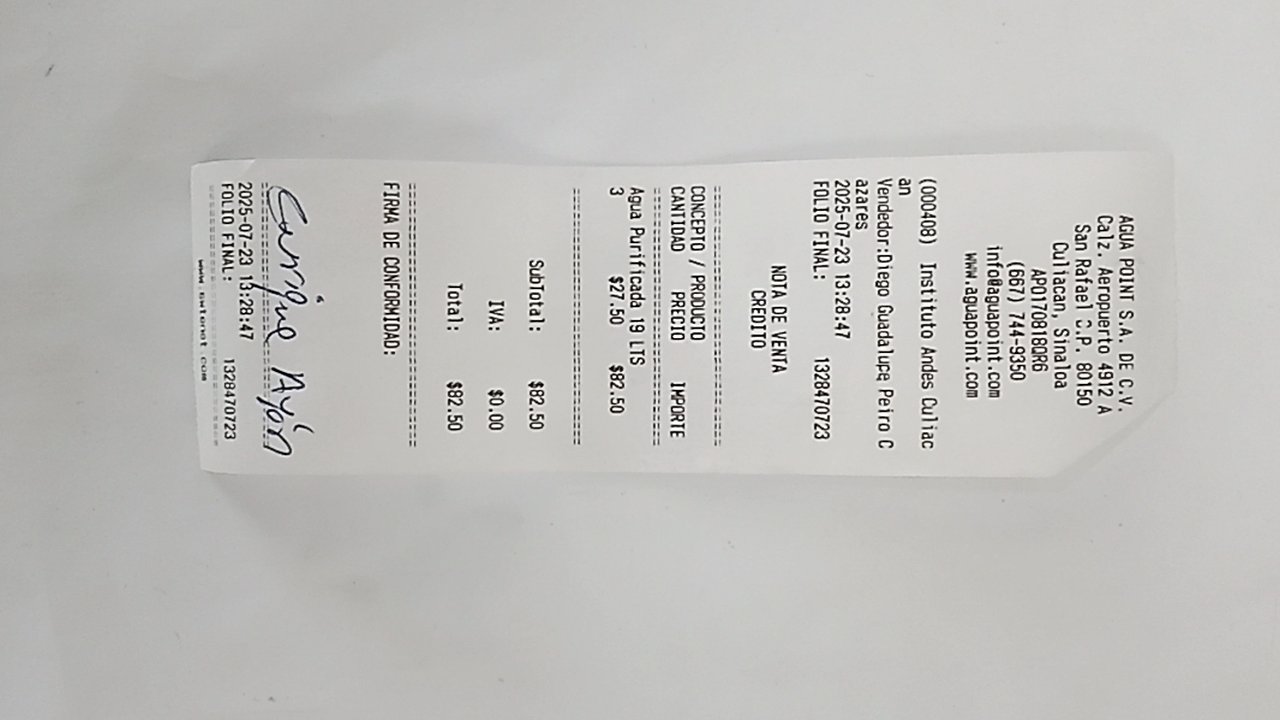 AGUA POINT S.A. DE C.V.
Calz. Aeropuerto 4912 A
San Rafael C.P. 80150
Culiacan, Sinaloa
APO170818QR6
(667) 744-9350
info@aguapoint.com
www.aguapoint.com
(000408) Instituto Andes Culiac
an
Vendedor:Diego Guadalupe Peiro C
azares
2025-07-23 13:28:47
FOLIO FINAL: 1328470723
NOTA DE VENTA
CREDITO
CONCEPTO / PRODUCTO
CANTIDAD PRECIO IMPORTE
Agua Purificada 19 LTS
3 $27.50 $82.50
SubTotal: $82.50
IVA: $0.00
Total: $82.50
FIRMA DE CONFORMIDAD:
Enrique Ayón
2025-07-23 13:28:47
FOLIO FINAL: 1328470723